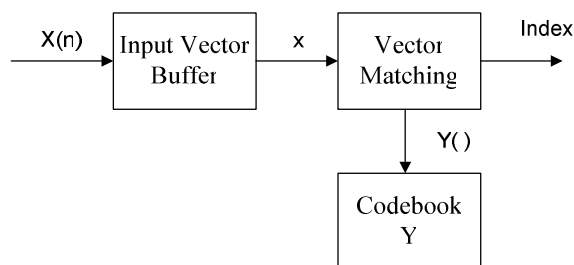 X(n)
Input Vector
Buffer
x
Vector
Matching
Index
Y( )
Codebook
Y